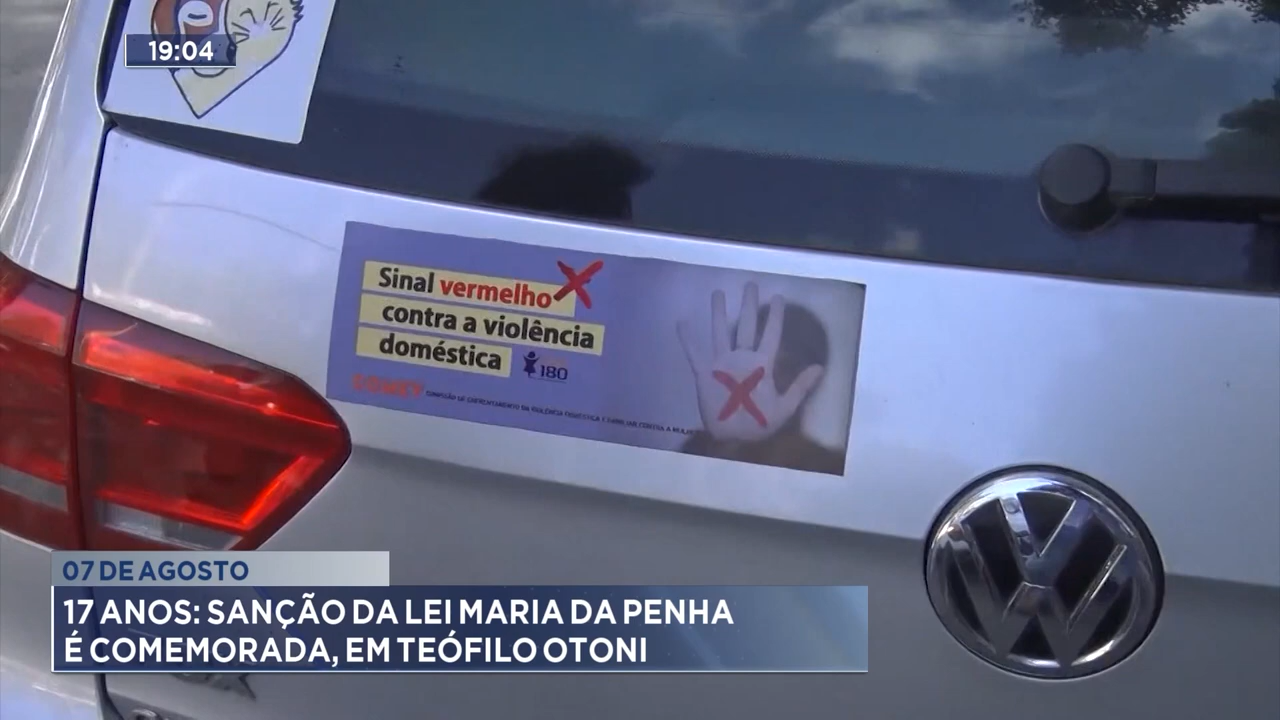 19:04
Sinal vermelho
contra a violência
doméstica
180
07 DE AGOSTO
17 ANOS: SANÇÃO DA LEI MARIA DA PENHA
É COMEMORADA, EM TEÓFILO OTONI